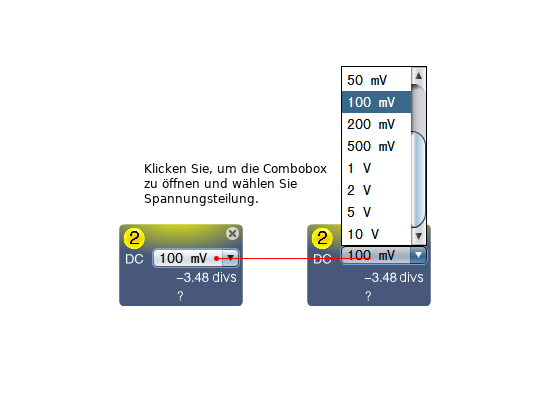 50 mV
100 mV
200 mV
500 mV
1 V
2 V
5 V
10 V
Klicken Sie, um die Combobox
zu öffnen und wählen Sie
Spannungsteilung.
2
DC 100 mV
−3.48 divs
?
2
DC 100 mV
−3.48 divs
?